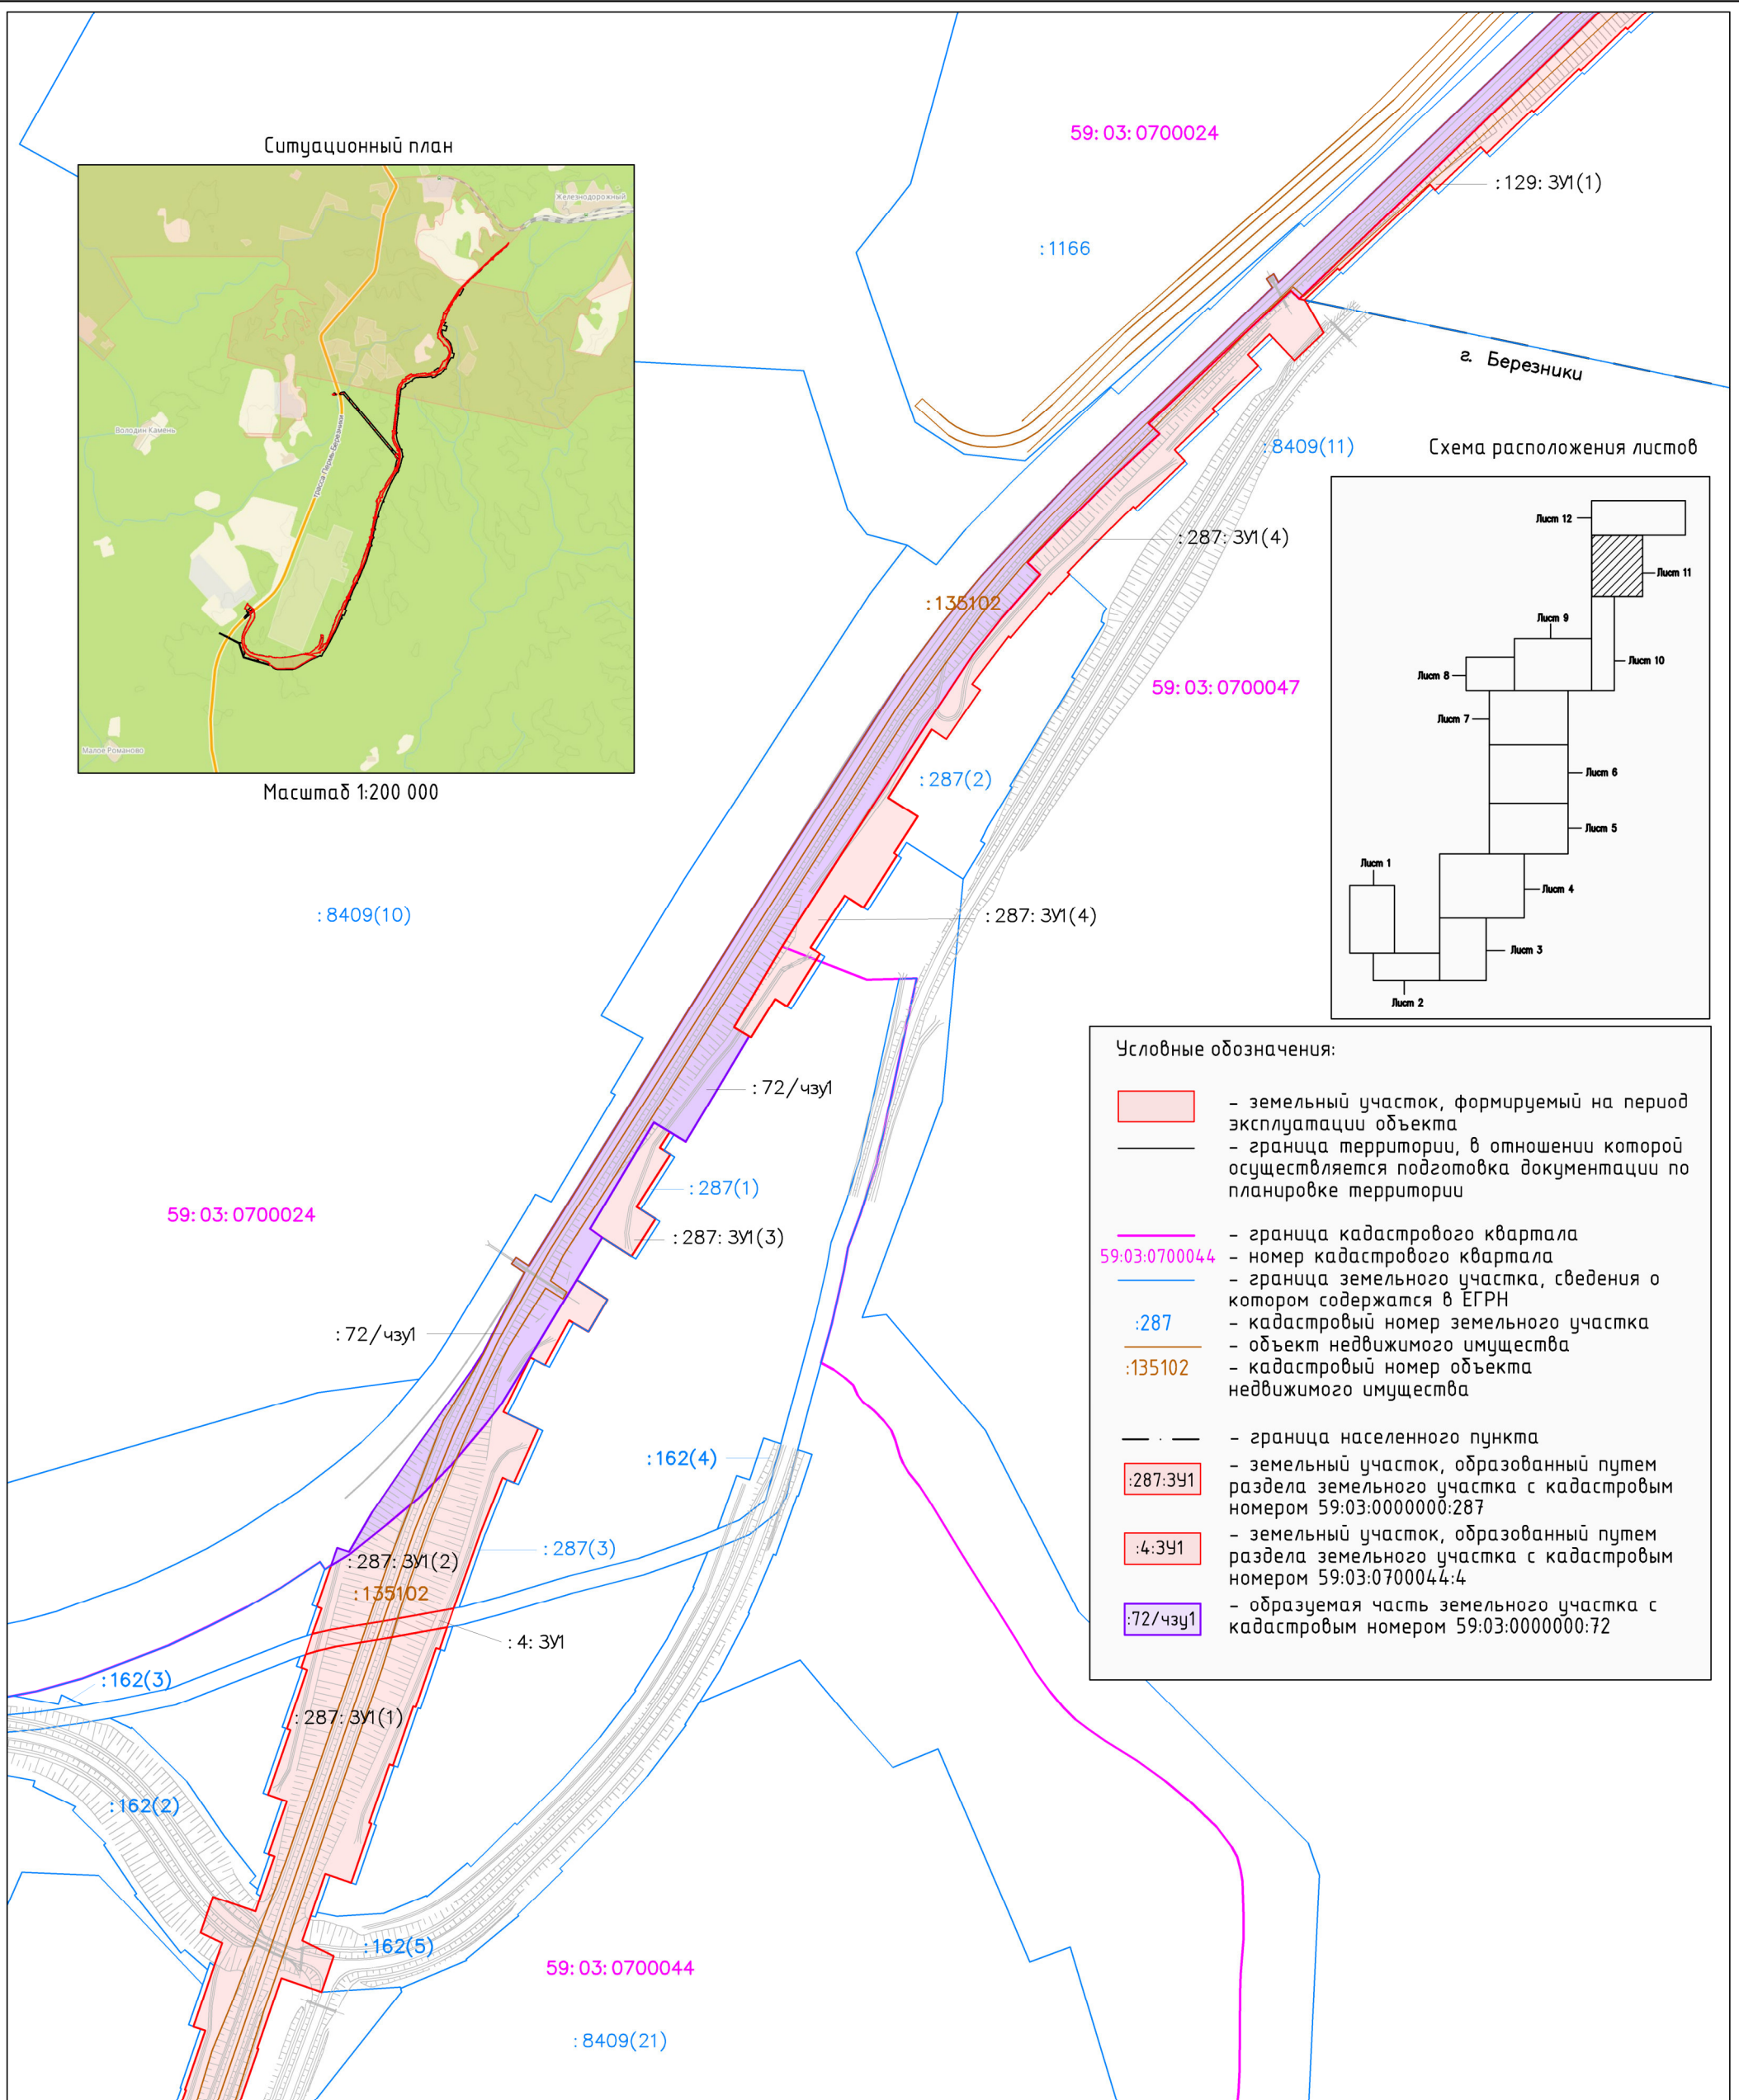 59:03:0700024
Ситуационный план
:129:ЗУ1(1)
Железнодорожный
:1166
г. Березники
Володин Камень
трасса Пермь-Березники
:8409(11)
Схема расположения листов
Лист 12
:287:ЗУ1(4)
Лист 11
:135102
Лист 9
Лист 10
Лист 8
59:03:0700047
Лист 7
Малое Романово
:287(2)
Лист 6
Масштаб 1:200 000
Лист 5
Лист 1
Лист 4
:8409(10)
:287:ЗУ1(4)
Лист 3
Лист 2
Условные обозначения:
:72/чзу1
- земельный участок, формируемый на период
эксплуатации объекта
- граница территории, в отношении которой
осуществляется подготовка документации по
планировке территории
:287(1)
59:03:0700024
:287:ЗУ1(3)
- граница кадастрового квартала
59:03:0700044 - номер кадастрового квартала
- граница земельного участка, сведения о
котором содержатся в ЕГРН
:287 - кадастровый номер земельного участка
:72/чзу1
- объект недвижимого имущества
:135102 - кадастровый номер объекта
недвижимого имущества
- граница населенного пункта
:162(4)
:287:ЗУ1 - земельный участок, образованный путем
раздела земельного участка с кадастровым
номером 59:03:0000000:287
:287(3)
:4:ЗУ1 - земельный участок, образованный путем
раздела земельного участка с кадастровым
номером 59:03:0700044:4
:287:ЗУ1(2)
:135102
:72/чзу1 - образуемая часть земельного участка с
кадастровым номером 59:03:0000000:72
:4:ЗУ1
:162(3)
:287:ЗУ1(1)
:162(2)
:162(5)
59:03:0700044
:8409(21)